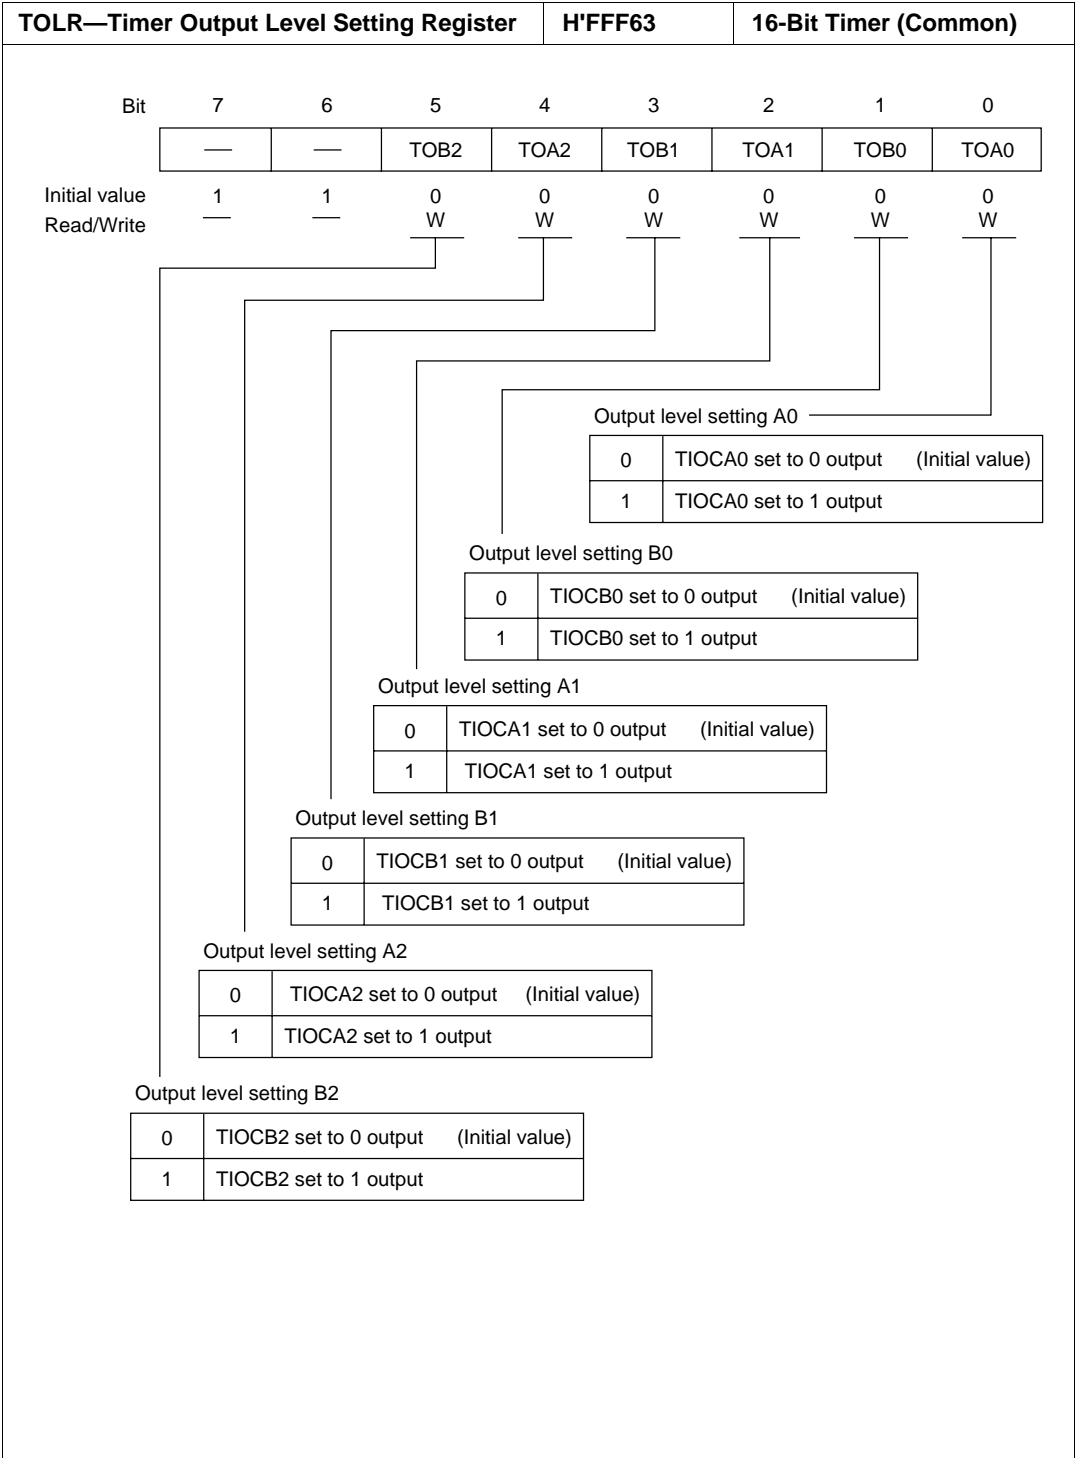 TOLR—Timer Output Level Setting Register H'FFF63 16-Bit Timer (Common)
Bit 7 6 5 4 3 2 1 0
— — TOB2 TOA2 TOB1 TOA1 TOB0 TOA0
Initial value 1 1 0 0 0 0 0 0
Read/Write — — W W W W W W
Output level setting A0
0 TIOCA0 set to 0 output (Initial value)
1 TIOCA0 set to 1 output
Output level setting B0
0 TIOCB0 set to 0 output (Initial value)
1 TIOCB0 set to 1 output
Output level setting A1
0 TIOCA1 set to 0 output (Initial value)
1 TIOCA1 set to 1 output
Output level setting B1
0 TIOCB1 set to 0 output (Initial value)
1 TIOCB1 set to 1 output
Output level setting A2
0 TIOCA2 set to 0 output (Initial value)
1 TIOCA2 set to 1 output
Output level setting B2
0 TIOCB2 set to 0 output (Initial value)
1 TIOCB2 set to 1 output